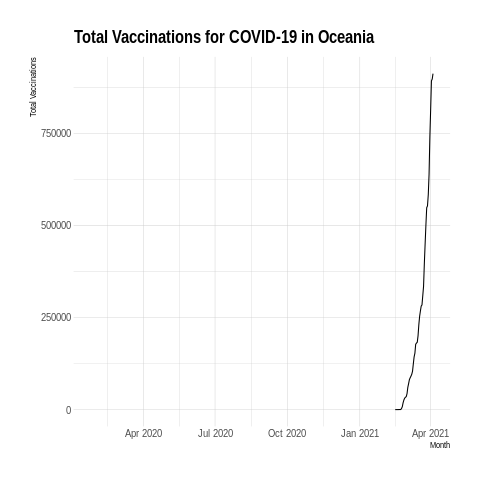 Total Vaccinations for COVID-19 in Oceania
Total Vaccinations
750000
500000
250000
0
Apr 2020 Jul 2020 Oct 2020 Jan 2021 Apr 2021
Month